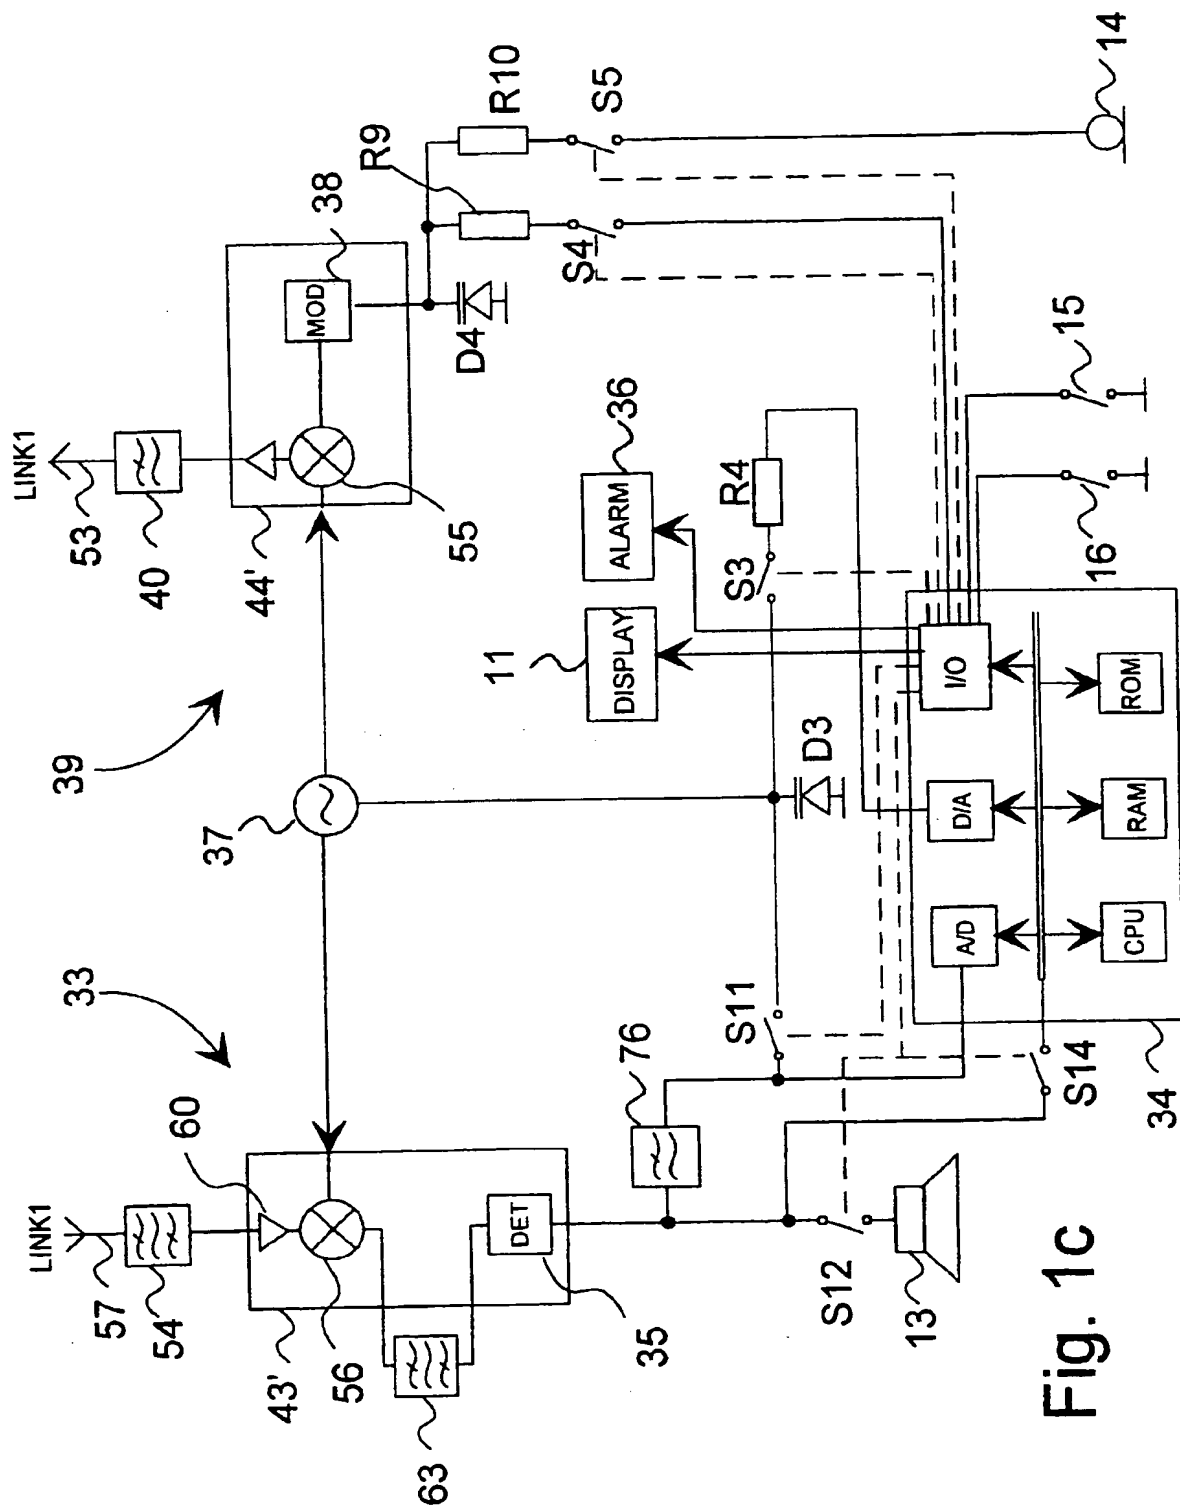 LINK1
57
54
43'
60
56
63
33
DET
35
37
39
LINK1
53
40
44'
55
MOD
38
R9
R10
D4
S4
S5
14
76
S11
S12
13
S14
34
D3
11
DISPLAY
ALARM
36
S3
R4
A/D
D/A
I/O
CPU
RAM
ROM
16
15
Fig. 1c